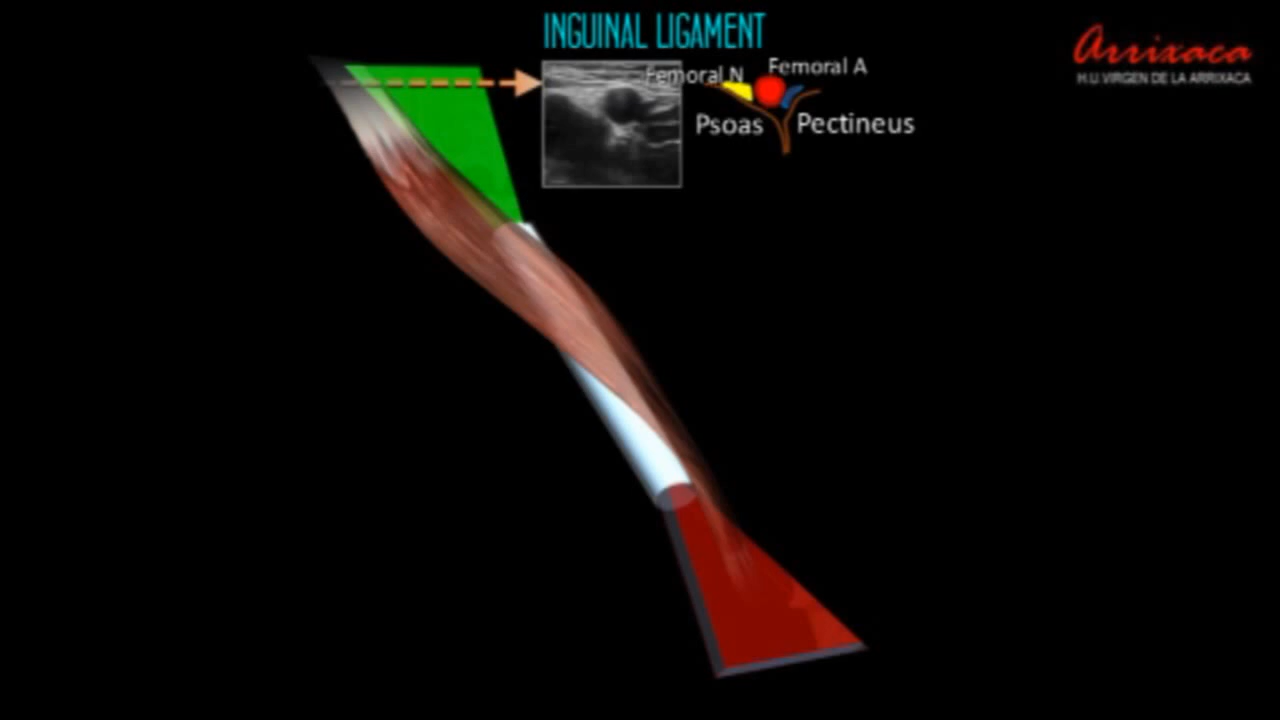 INGUINAL LIGAMENT
Femoral N
Femoral A
Psoas
Pectineus
Arrixaca
H.U.VIRGEN DE LA ARRIXACA